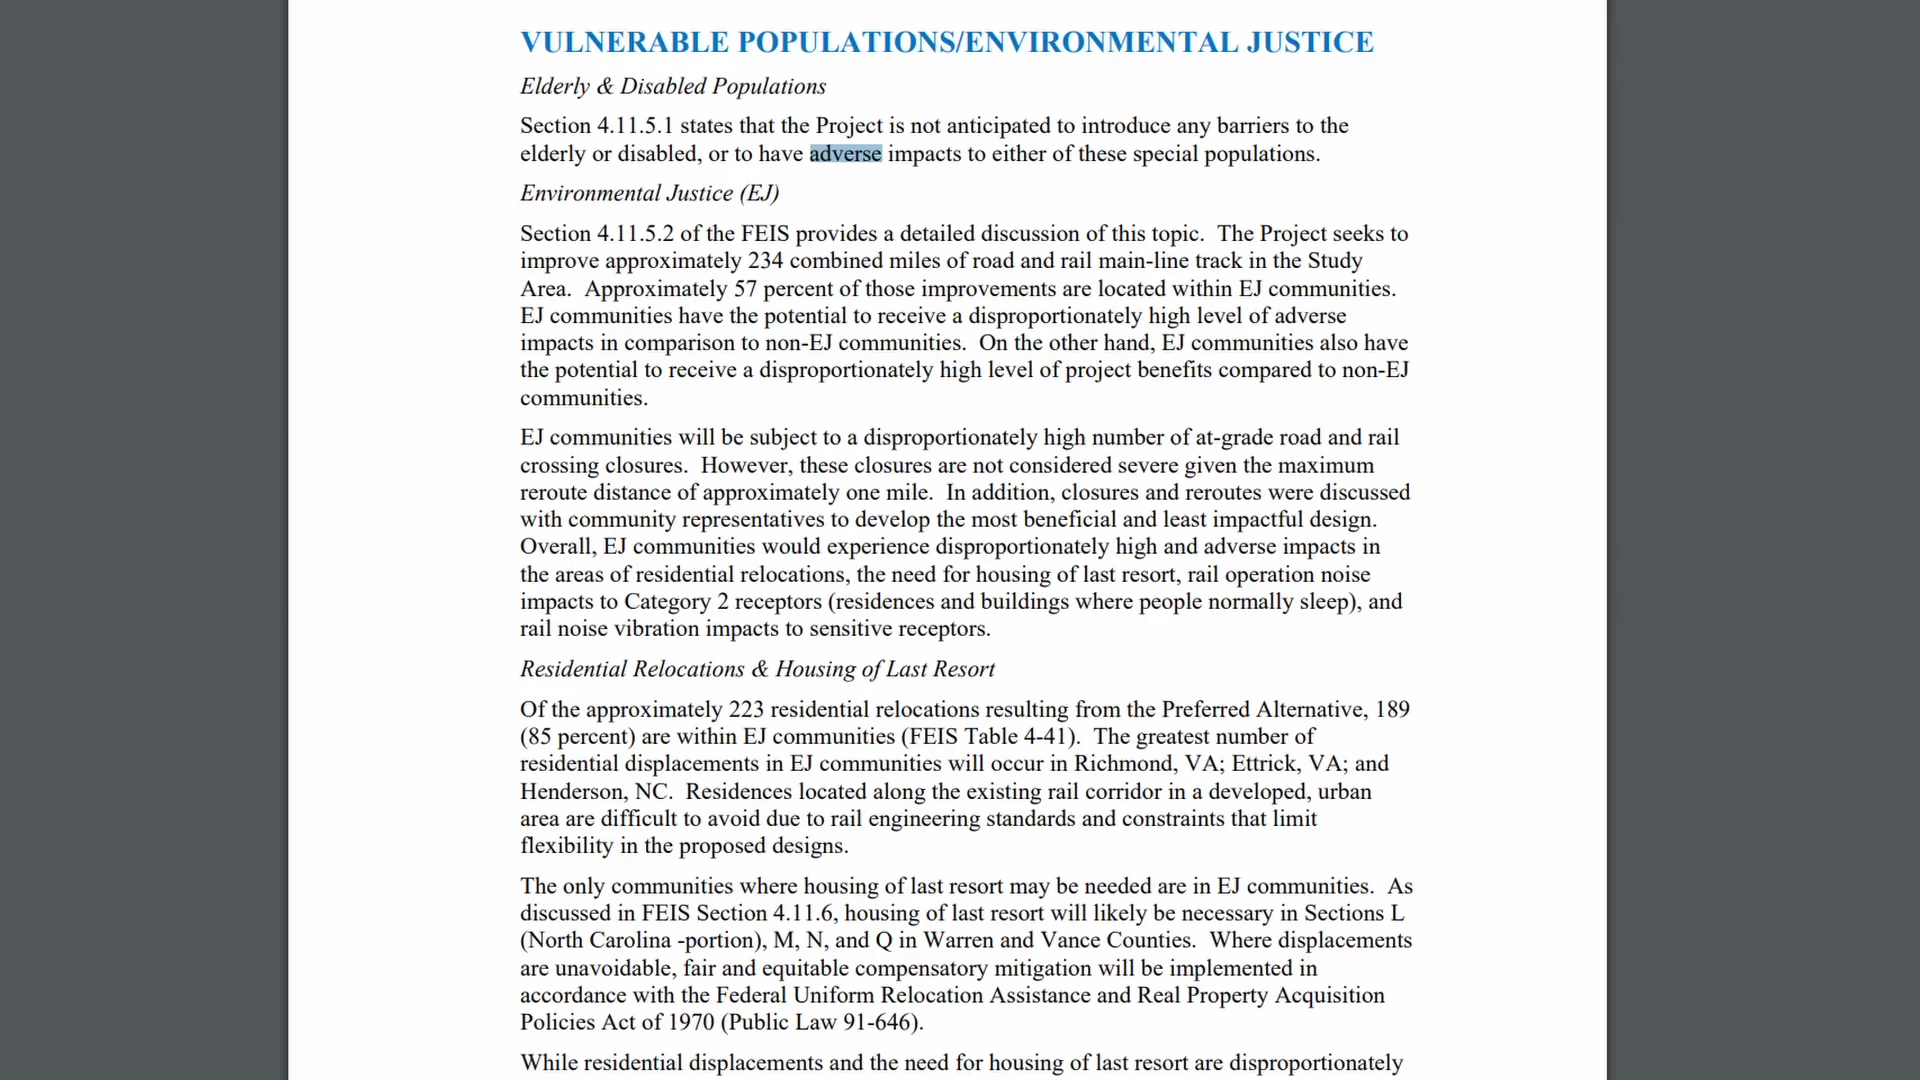 VULNERABLE POPULATIONS/ENVIRONMENTAL JUSTICE
Elderly & Disabled Populations
Section 4.11.5.1 states that the Project is not anticipated to introduce any barriers to the
elderly or disabled, or to have adverse impacts to either of these special populations.
Environmental Justice (EJ)
Section 4.11.5.2 of the FEIS provides a detailed discussion of this topic.  The Project seeks to
improve approximately 234 combined miles of road and rail main-line track in the Study
Area.  Approximately 57 percent of those improvements are located within EJ communities.
EJ communities have the potential to receive a disproportionately high level of adverse
impacts in comparison to non-EJ communities.  On the other hand, EJ communities also have
the potential to receive a disproportionately high level of project benefits compared to non-EJ
communities.
EJ communities will be subject to a disproportionately high number of at-grade road and rail
crossing closures.  However, these closures are not considered severe given the maximum
reroute distance of approximately one mile.  In addition, closures and reroutes were discussed
with community representatives to develop the most beneficial and least impactful design.
Overall, EJ communities would experience disproportionately high and adverse impacts in
the areas of residential relocations, the need for housing of last resort, rail operation noise
impacts to Category 2 receptors (residences and buildings where people normally sleep), and
rail noise vibration impacts to sensitive receptors.
Residential Relocations & Housing of Last Resort
Of the approximately 223 residential relocations resulting from the Preferred Alternative, 189
(85 percent) are within EJ communities (FEIS Table 4-41).  The greatest number of
residential displacements in EJ communities will occur in Richmond, VA; Ettrick, VA; and
Henderson, NC.  Residences located along the existing rail corridor in a developed, urban
area are difficult to avoid due to rail engineering standards and constraints that limit
flexibility in the proposed designs.
The only communities where housing of last resort may be needed are in EJ communities.  As
discussed in FEIS Section 4.11.6, housing of last resort will likely be necessary in Sections L
(North Carolina -portion), M, N, and Q in Warren and Vance Counties.  Where displacements
are unavoidable, fair and equitable compensatory mitigation will be implemented in
accordance with the Federal Uniform Relocation Assistance and Real Property Acquisition
Policies Act of 1970 (Public Law 91-646).
While residential displacements and the need for housing of last resort are disproportionately